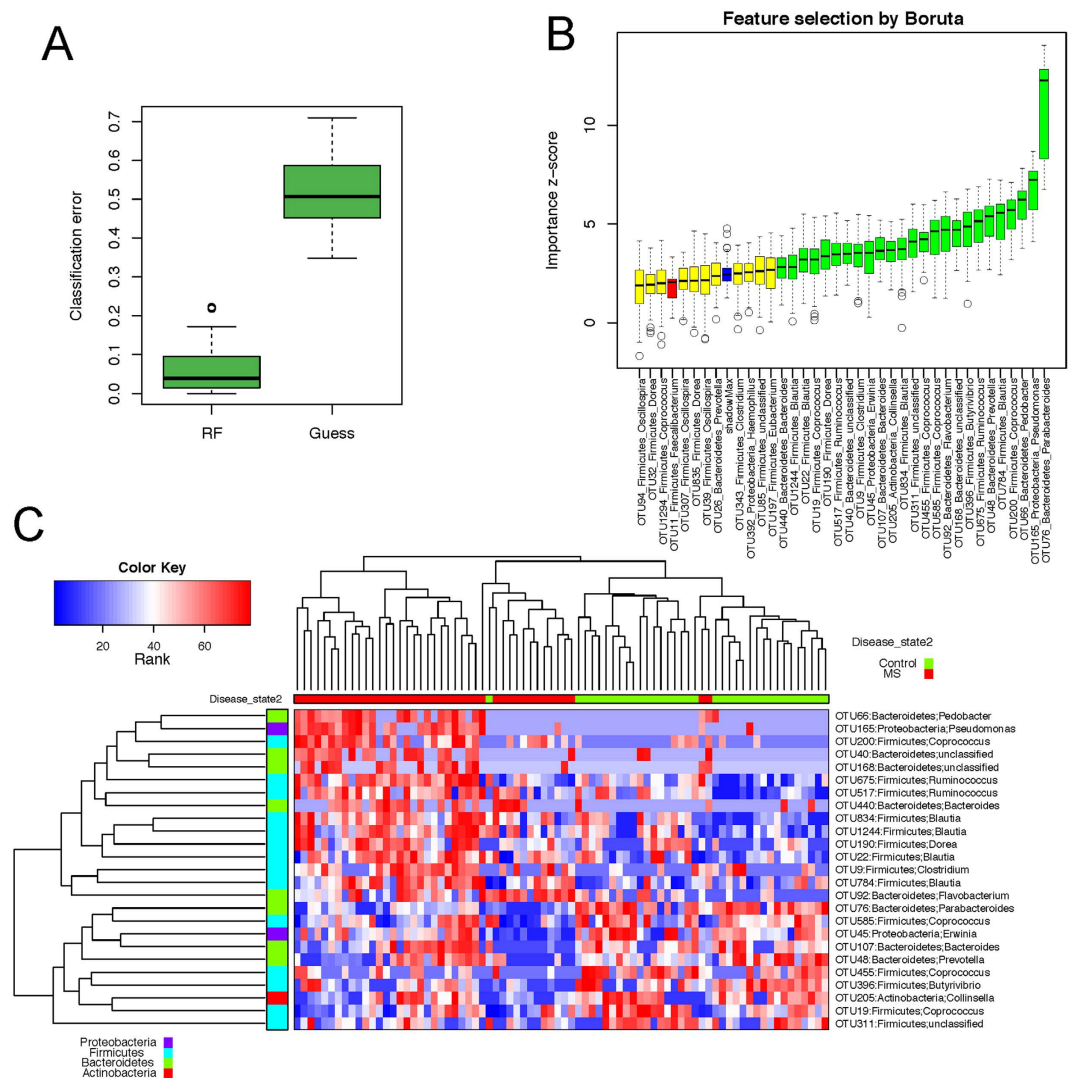 A
Classification error
0.7
0.6
0.5
0.4
0.3
0.2
0.1
0.0
RF
Guess
B
Feature selection by Boruta
Importance z−score
10
5
0
OTU94_Firmicutes_Oscillospira
OTU32_Firmicutes_Dorea
OTU1294_Firmicutes_Coprococcus
OTU11_Firmicutes_Faecalibacterium
OTU307_Firmicutes_Oscillospira
OTU835_Firmicutes_Dorea
OTU39_Firmicutes_Oscillospira
OTU26_Bacteroidetes_Prevotella
shadowMax
OTU343_Firmicutes_Clostridium
OTU392_Proteobacteria_Haemophilus
OTU85_Firmicutes_unclassified
OTU197_Firmicutes_Eubacterium
OTU440_Bacteroidetes_Bacteroides
OTU1244_Firmicutes_Blautia
OTU22_Firmicutes_Blautia
OTU19_Firmicutes_Coprococcus
OTU190_Firmicutes_Dorea
OTU517_Firmicutes_Ruminococcus
OTU40_Bacteroidetes_unclassified
OTU9_Firmicutes_Clostridium
OTU45_Proteobacteria_Erwinia
OTU107_Bacteroidetes_Bacteroides
OTU205_Actinobacteria_Collinsella
OTU834_Firmicutes_Blautia
OTU311_Firmicutes_unclassified
OTU455_Firmicutes_Coprococcus
OTU585_Firmicutes_Coprococcus
OTU92_Bacteroidetes_Flavobacterium
OTU168_Bacteroidetes_unclassified
OTU396_Firmicutes_Butyrivibrio
OTU675_Firmicutes_Ruminococcus
OTU48_Bacteroidetes_Prevotella
OTU784_Firmicutes_Blautia
OTU200_Firmicutes_Coprococcus
OTU66_Bacteroidetes_Pedobacter
OTU165_Proteobacteria_Pseudomonas
OTU76_Bacteroidetes_Parabacteroides
C
Color Key
20
40
60
Rank
Disease_state2
Control
MS
Disease_state2
OTU66:Bacteroidetes;Pedobacter
OTU165:Proteobacteria;Pseudomonas
OTU200:Firmicutes;Coprococcus
OTU40:Bacteroidetes;unclassified
OTU168:Bacteroidetes;unclassified
OTU675:Firmicutes;Ruminococcus
OTU517:Firmicutes;Ruminococcus
OTU440:Bacteroidetes;Bacteroides
OTU834:Firmicutes;Blautia
OTU1244:Firmicutes;Blautia
OTU190:Firmicutes;Dorea
OTU22:Firmicutes;Blautia
OTU9:Firmicutes;Clostridium
OTU784:Firmicutes;Blautia
OTU92:Bacteroidetes;Flavobacterium
OTU76:Bacteroidetes;Parabacteroides
OTU585:Firmicutes;Coprococcus
OTU45:Proteobacteria;Erwinia
OTU107:Bacteroidetes;Bacteroides
OTU48:Bacteroidetes;Prevotella
OTU455:Firmicutes;Coprococcus
OTU396:Firmicutes;Butyrivibrio
OTU205:Actinobacteria;Collinsella
OTU19:Firmicutes;Coprococcus
OTU311:Firmicutes;unclassified
Proteobacteria
Firmicutes
Bacteroidetes
Actinobacteria